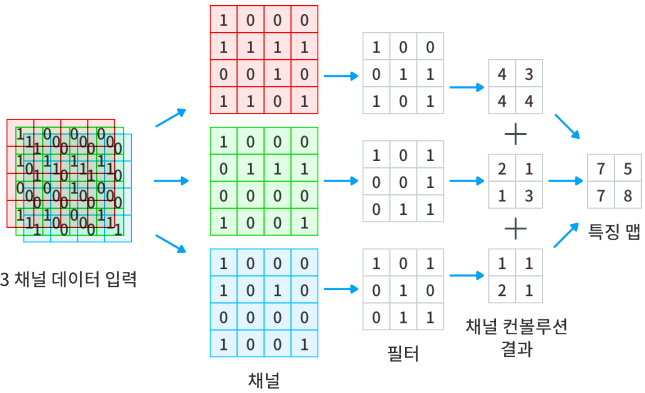 1 0 0 0
1 1 1 1
0 0 1 0
1 1 0 1
1 0 0
0 1 1
1 0 1
4 3
4 4
+
1 0 0 0
0 1 1 1
0 0 0 0
1 0 0 1
1 0 1
0 0 1
0 1 1
2 1
1 3
7 5
7 8
특징 맵
+
3 채널 데이터 입력
1 0 0 0
1 0 1 0
0 0 0 0
1 0 0 1
채널
1 0 1
0 1 0
0 1 1
필터
1 1
2 1
채널 컨볼루션
결과